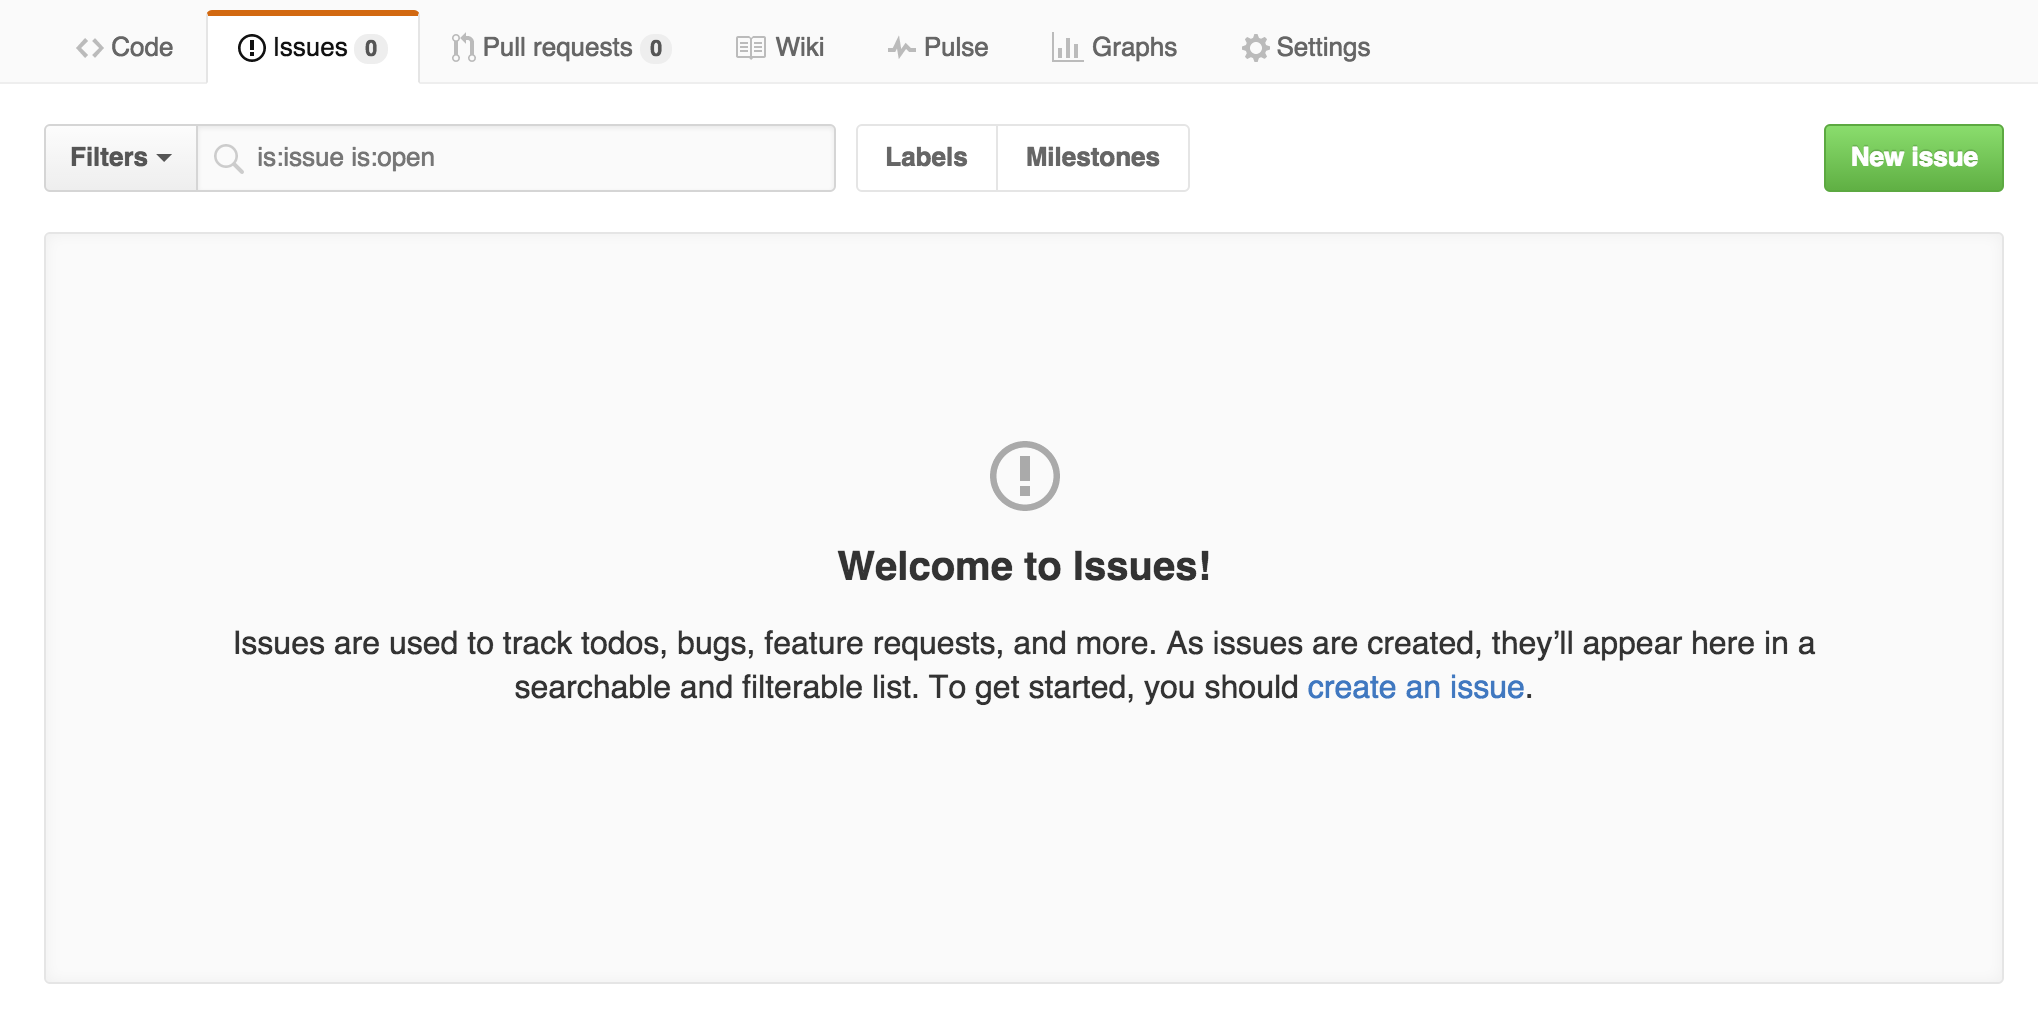 Code Issues 0 Pull requests 0 Wiki Pulse Graphs Settings
Filters is:issue is:open Labels Milestones New issue
Welcome to Issues!
Issues are used to track todos, bugs, feature requests, and more. As issues are created, they’ll appear here in a
searchable and filterable list. To get started, you should create an issue.